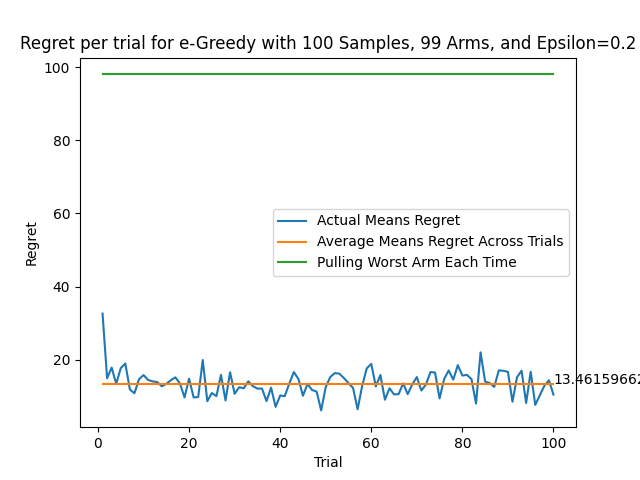 Regret per trial for e-Greedy with 100 Samples, 99 Arms, and Epsilon=0.2
100
80
60
40
20
Regret
Actual Means Regret
Average Means Regret Across Trials
Pulling Worst Arm Each Time
13.46159662
0
20
40
60
80
100
Trial